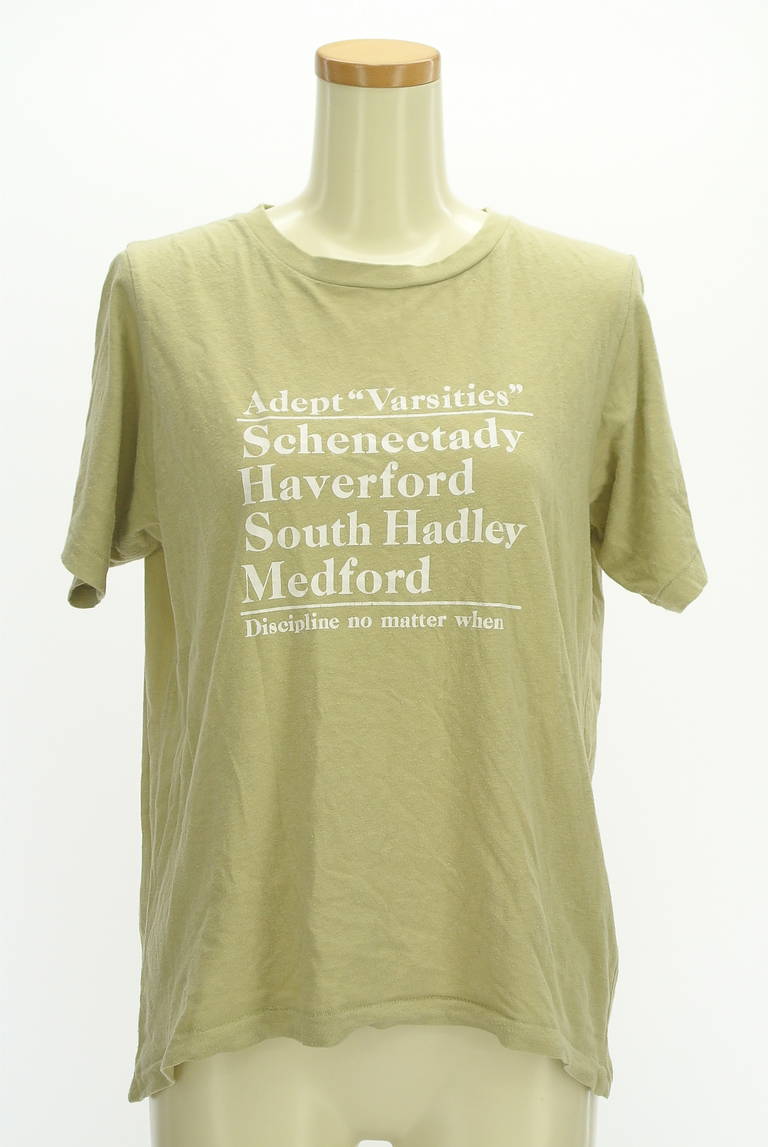 Adept “Varsities”
Schenectady
Haverford
South Hadley
Medford
Discipline no matter when